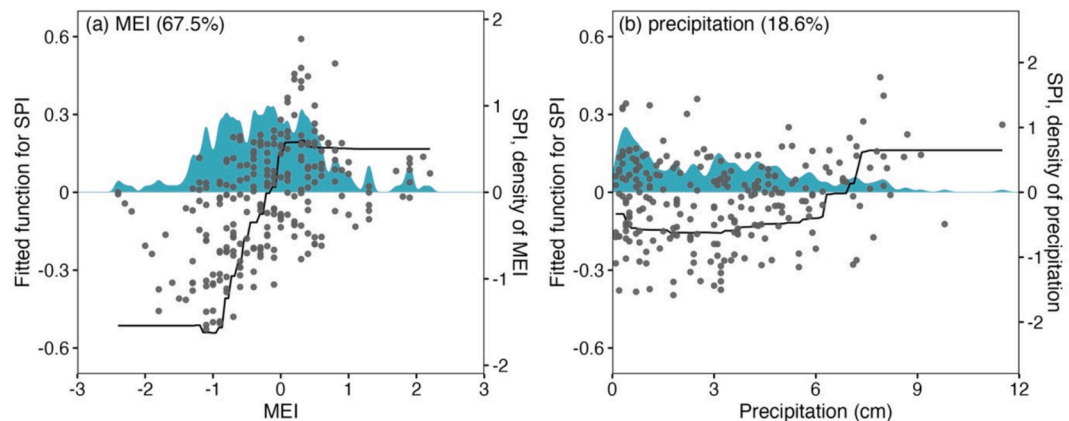 (a) MEI (67.5%)
Fitted function for SPI
0.6
0.3
0
-0.3
-0.6
2
1
0
-1
-2
SPI, density of MEI
-3 -2 -1 0 1 2 3
MEI
(b) precipitation (18.6%)
Fitted function for SPI
0.6
0.3
0
-0.3
-0.6
2
1
0
-1
-2
SPI, density of precipitation
0 3 6 9 12
Precipitation (cm)